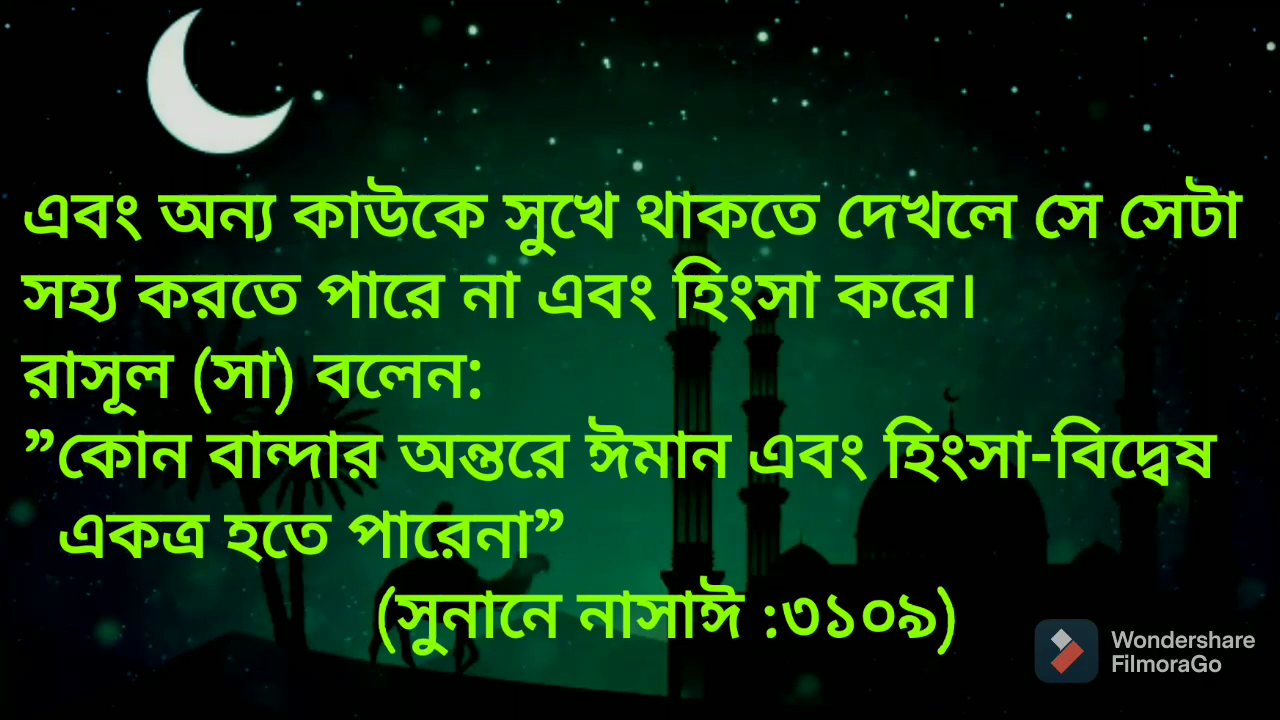 এবং অন্য কাউকে সুখে থাকতে দেখলে সে সেটা
সহ্য করতে পারে না এবং হিংসা করে।
রাসূল (সা) বলেন:
”কোন বান্দার অন্তরে ঈমান এবং হিংসা-বিদ্বেষ
একত্র হতে পারেনা”
(সুনানে নাসাঈ :৩১০৯)
Wondershare
FilmoraGo